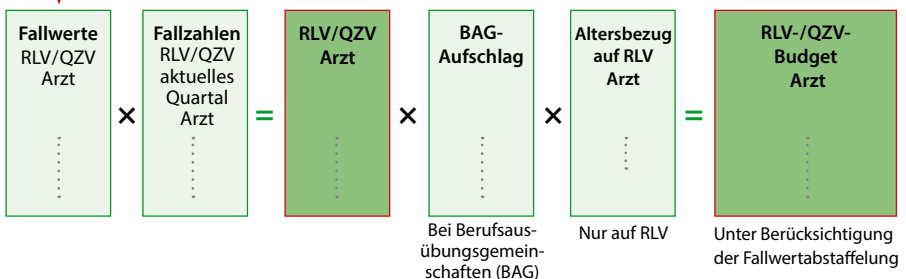 Fallwerte
RLV/QZV
Arzt
×
Fallzahlen
RLV/QZV
aktuelles
Quartal
Arzt
=
RLV/QZV
Arzt
×
BAG-
Aufschlag
×
Altersbezug
auf RLV
Arzt
=
RLV-/QZV-
Budget
Arzt
Bei Berufsaus-
übungsgemein-
schaften (BAG)
Nur auf RLV
Unter Berücksichtigung
der Fallwertabstaffelung